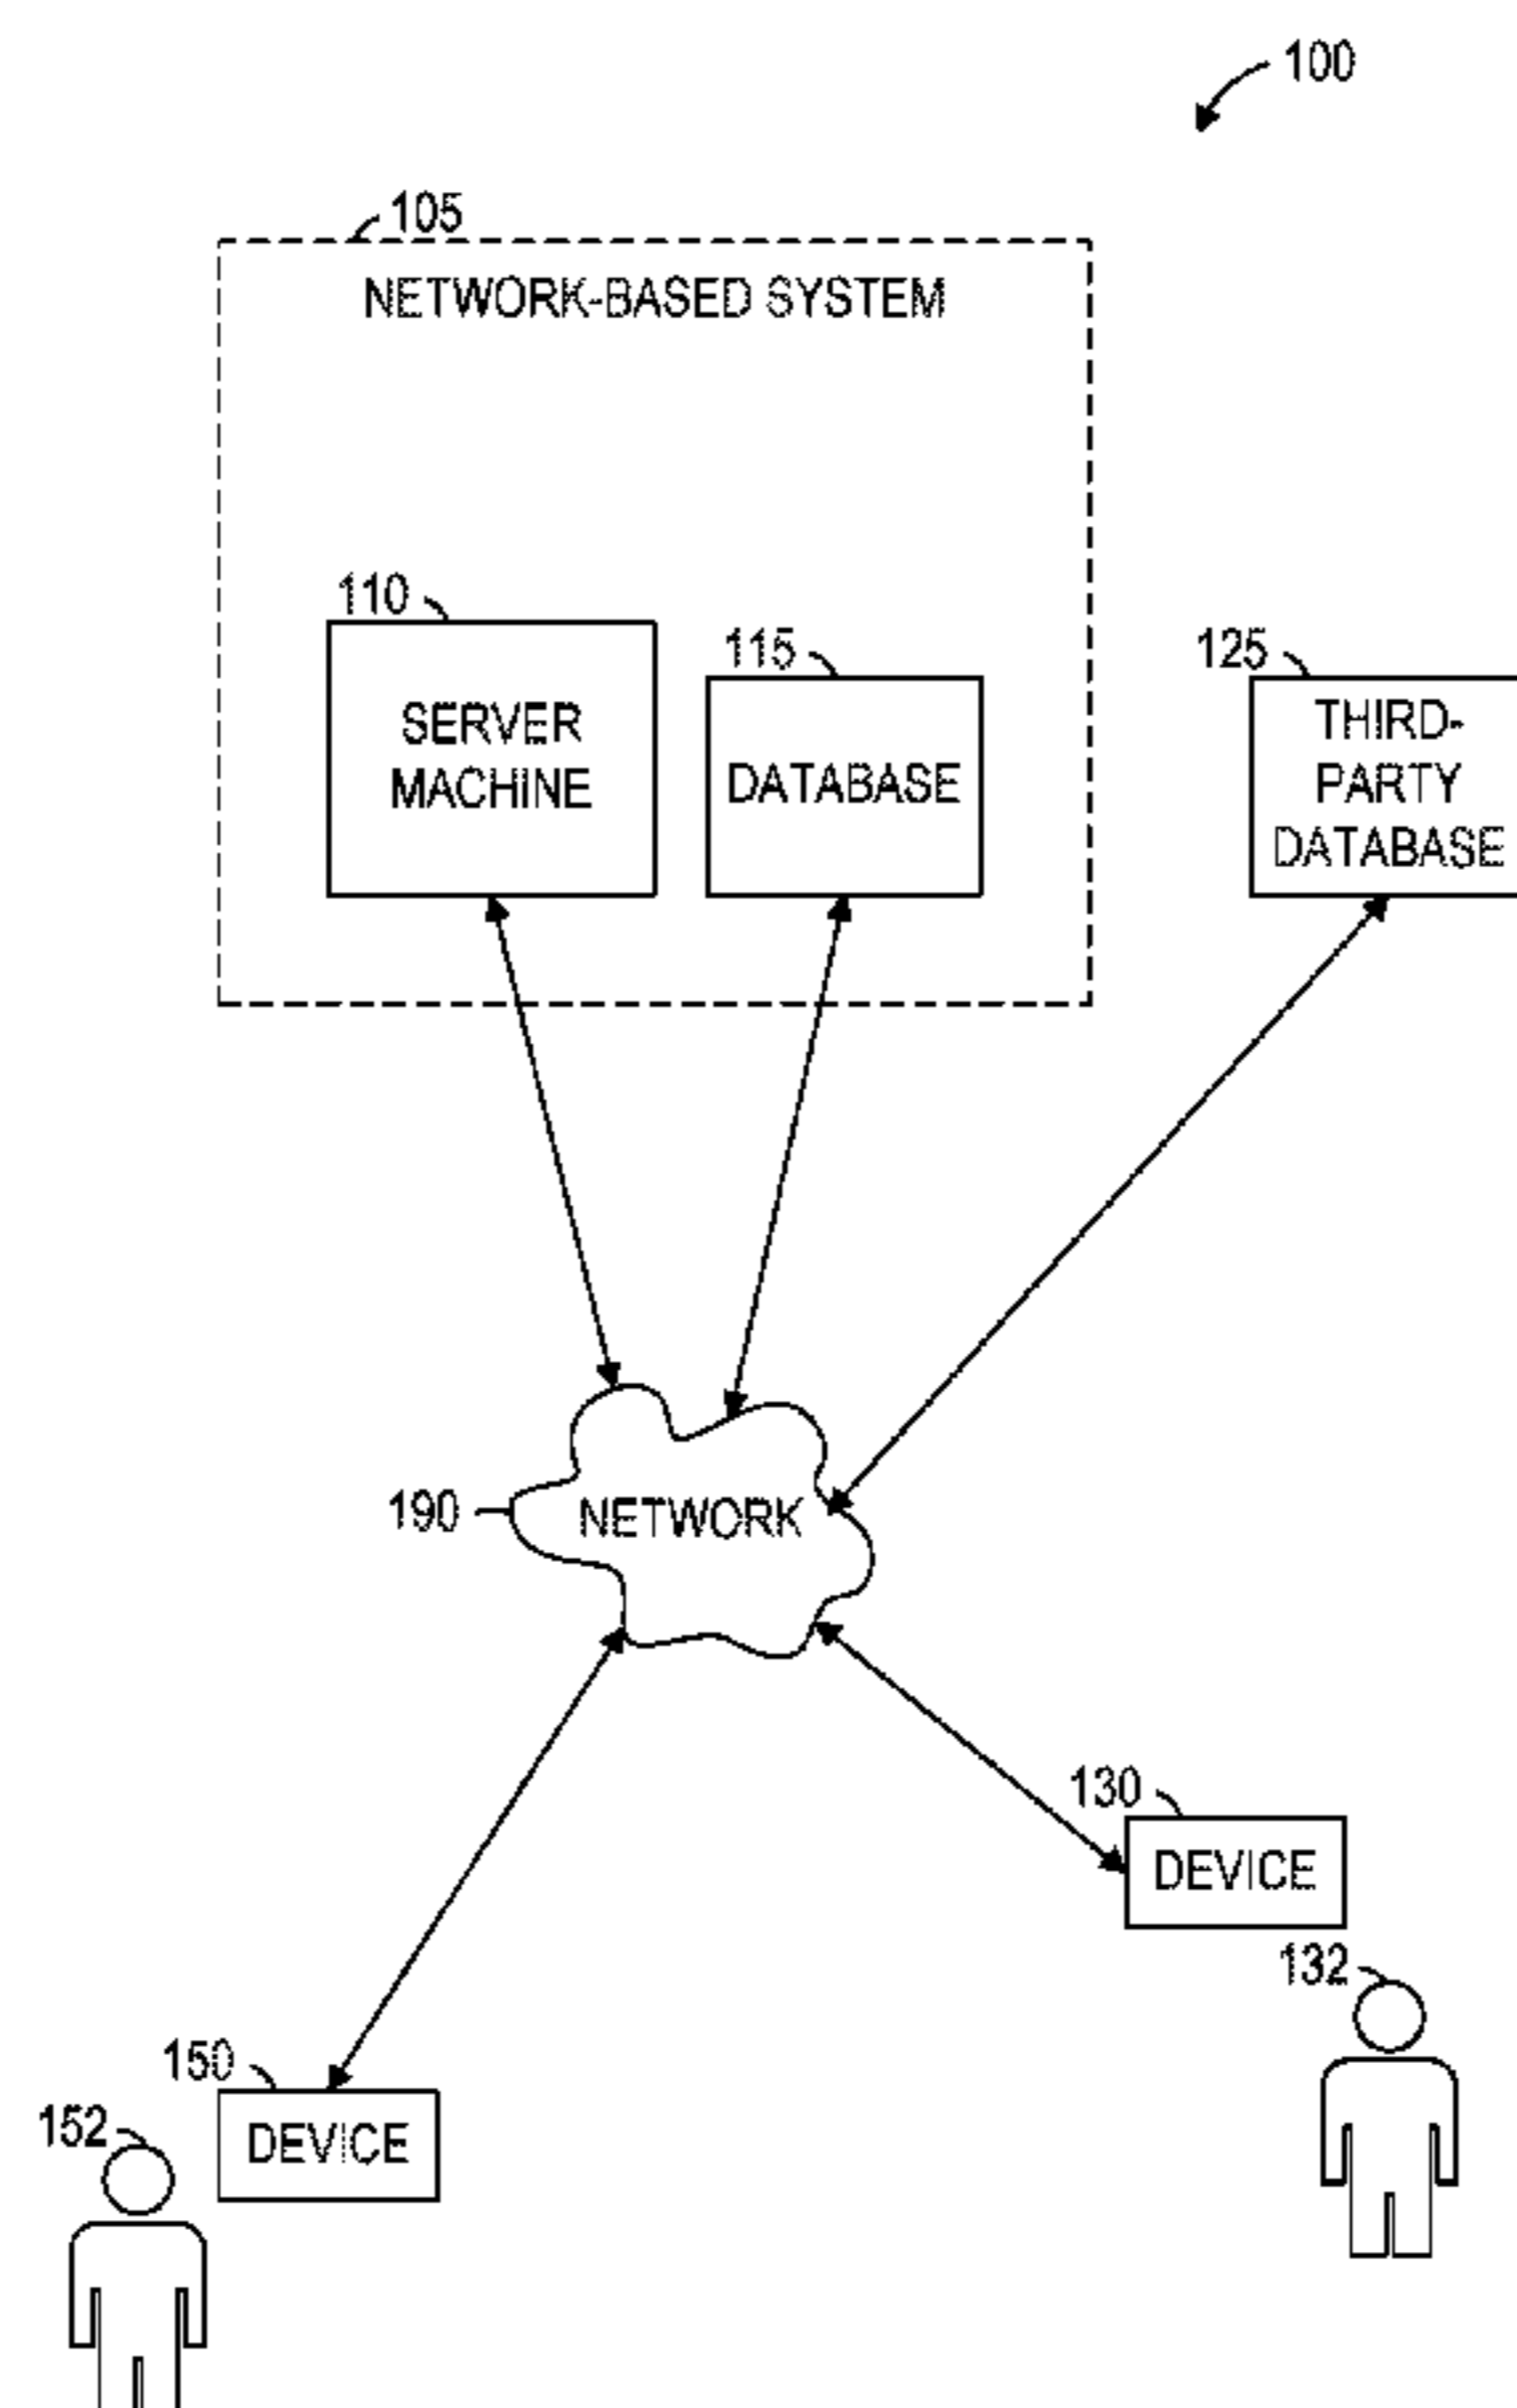 100
105
NETWORK-BASED SYSTEM
110
115
125
SERVER
MACHINE
DATABASE
THIRD-
PARTY
DATABASE
190
NETWORK
130
DEVICE
132
150
DEVICE
152